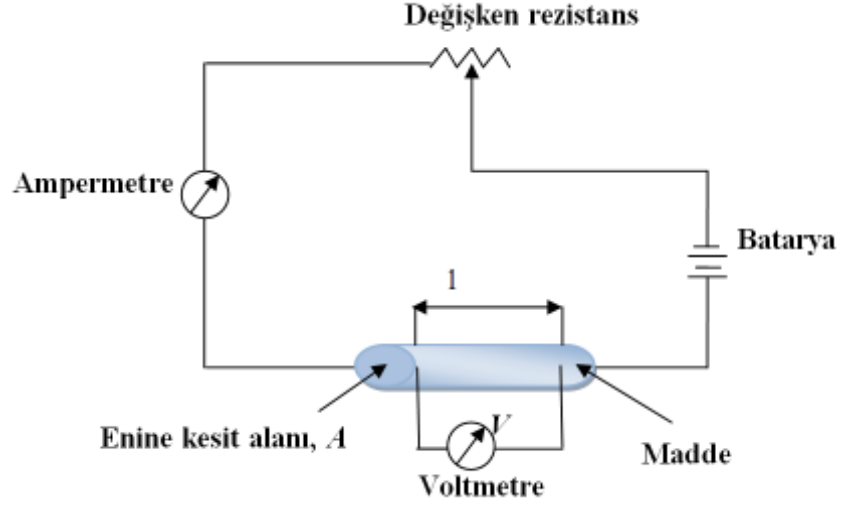 Değişken rezistans
Ampermetre
Batarya
l
Enine kesit alanı, A
V
Madde
Voltmetre